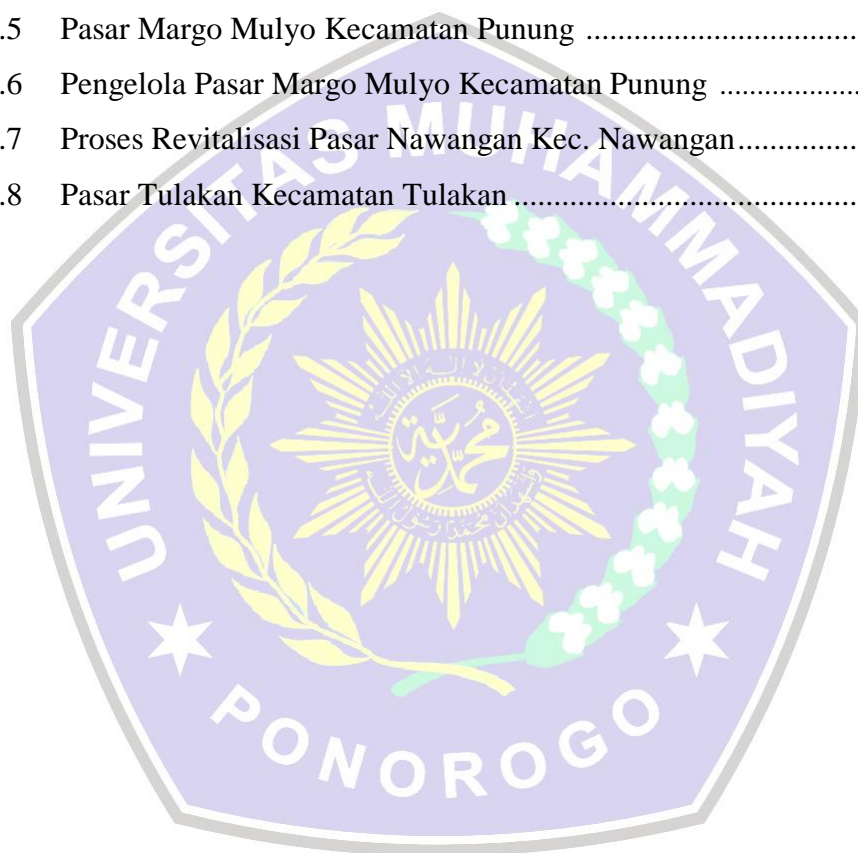 .5 Pasar Margo Mulyo Kecamatan Punung ..................................
.6 Pengelola Pasar Margo Mulyo Kecamatan Punung ..................
.7 Proses Revitalisasi Pasar Nawangan Kec. Nawangan...............
.8 Pasar Tulakan Kecamatan Tulakan ...........................................
UNIVERSITAS MUHAMMADIYAH
PONOROGO